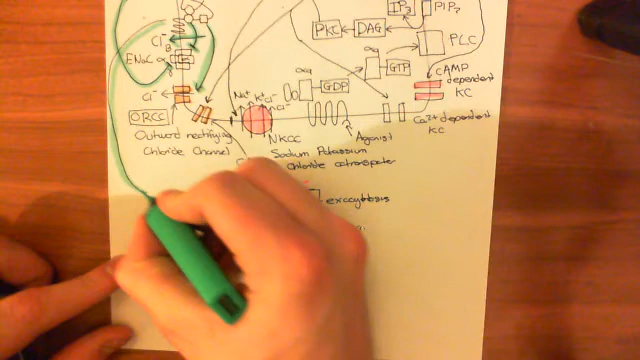 IP3
PIP2
PKC
DAG
PLC
Cl-
αq
GTP
ENaC α
αq
GDP
cAMP
dependent
KC
Cl-
Na+
K+
ORCC
Outward rectifying
Chloride Channel
NKCC
Sodium Potassium
Chloride cotransporter
Agonist
Ca2+ dependent
KC
exocytosis